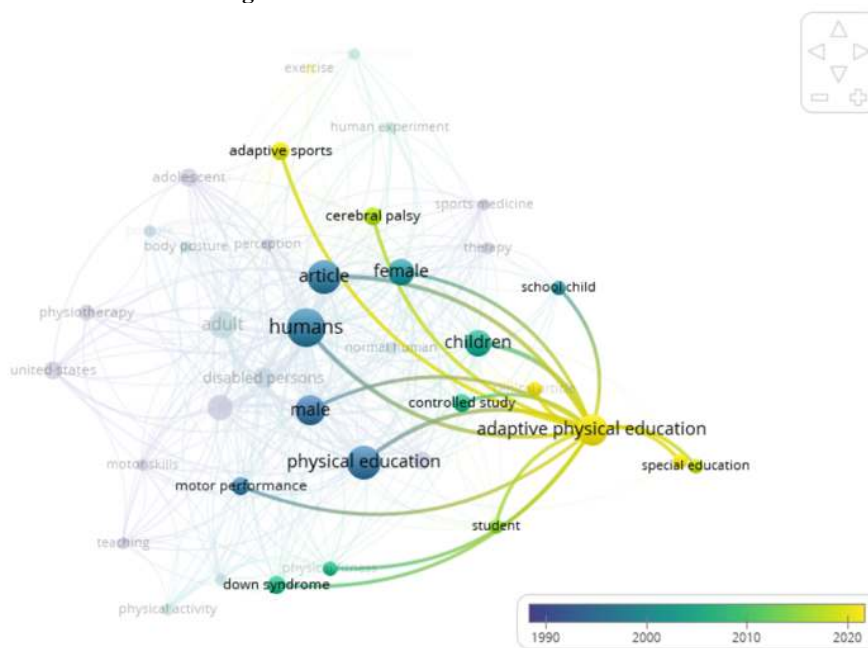 exercise
human experiment
adaptive sports
adolescent
cerebral palsy
sports medicine
body posture
perception
therapy
article
female
school child
physiotherapy
adult
humans
children
normal human
united states
disabled persons
controlled study
male
adaptive physical education
physical education
special education
motor skills
motor performance
student
teaching
physical fitness
down syndrome
physical activity
1990 2000 2010 2020